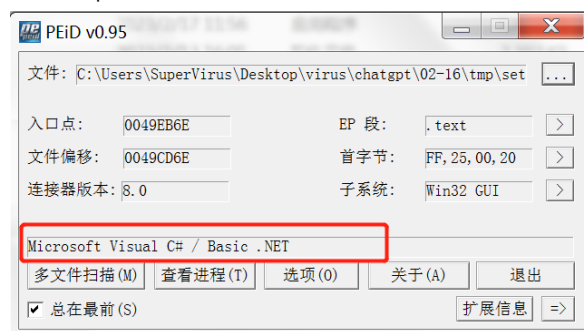 PEiD v0.95
文件: C:\Users\SuperVirus\Desktop\virus\chatgpt\02-16\tmp\set ...
入口点: 0049EB6E EP 段: .text >
文件偏移: 0049CD6E 首字节: FF,25,00,20 >
连接器版本: 8.0 子系统: Win32 GUI >
Microsoft Visual C# / Basic .NET
多文件扫描(M) 查看进程(T) 选项(O) 关于(A) 退出
总在最前(S) 扩展信息 =>